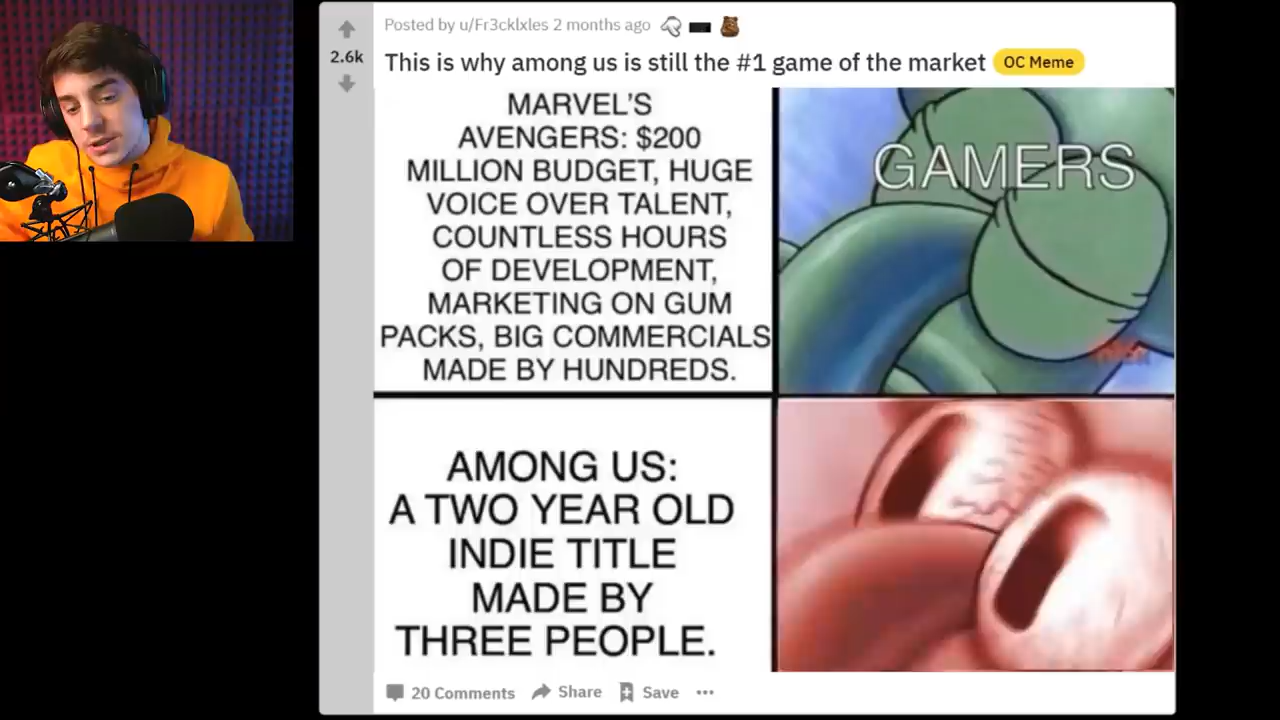 Posted by u/Fr3cklxles 2 months ago
2.6k
This is why among us is still the #1 game of the market
OC Meme
MARVEL'S
AVENGERS: $200
MILLION BUDGET, HUGE
VOICE OVER TALENT,
COUNTLESS HOURS
OF DEVELOPMENT,
MARKETING ON GUM
PACKS, BIG COMMERCIALS
MADE BY HUNDREDS.
GAMERS
AMONG US:
A TWO YEAR OLD
INDIE TITLE
MADE BY
THREE PEOPLE.
20 Comments
Share
Save